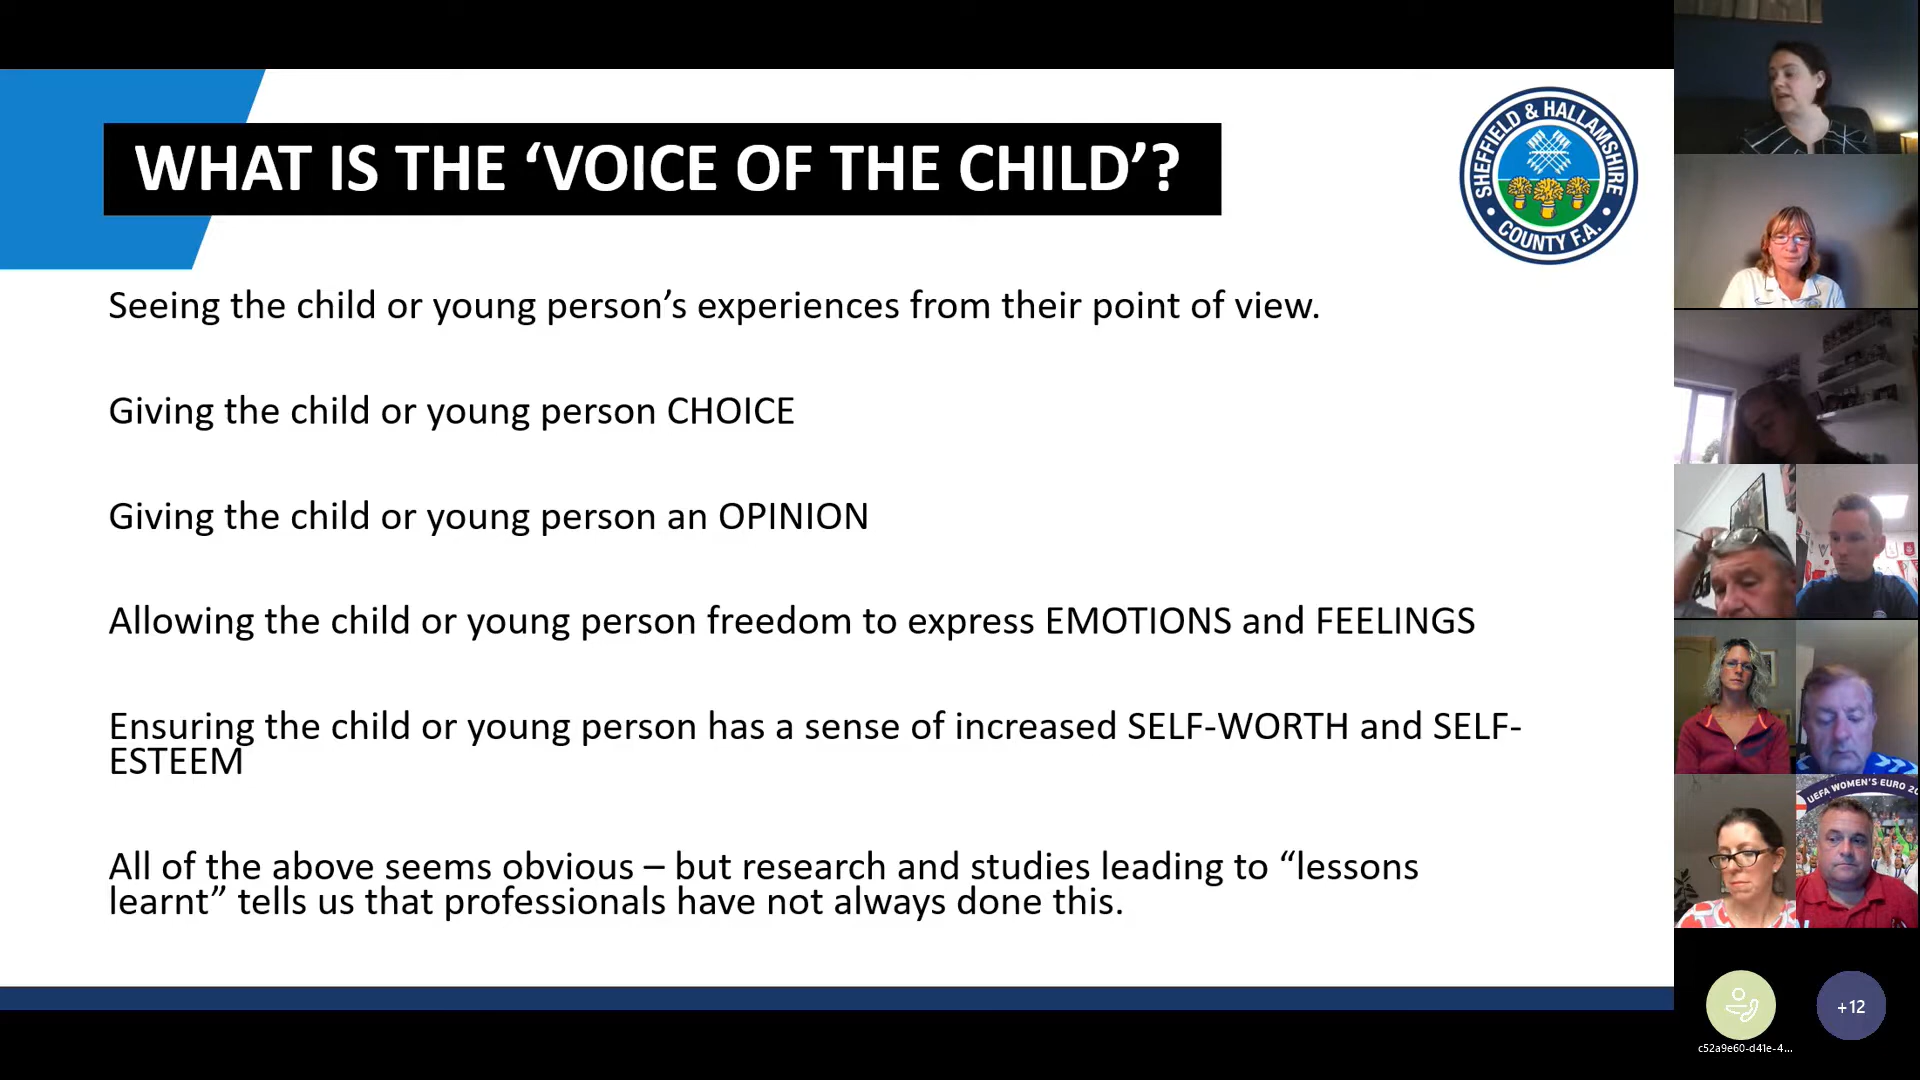 WHAT IS THE ‘VOICE OF THE CHILD’?
SHEFFIELD & HALLAMSHIRE
COUNTY F.A.
Seeing the child or young person’s experiences from their point of view.
Giving the child or young person CHOICE
Giving the child or young person an OPINION
Allowing the child or young person freedom to express EMOTIONS and FEELINGS
Ensuring the child or young person has a sense of increased SELF-WORTH and SELF-
ESTEEM
All of the above seems obvious – but research and studies leading to “lessons
learnt” tells us that professionals have not always done this.
UEFA WOMEN'S EURO 20
+12
c52a9e60-d41e-4...